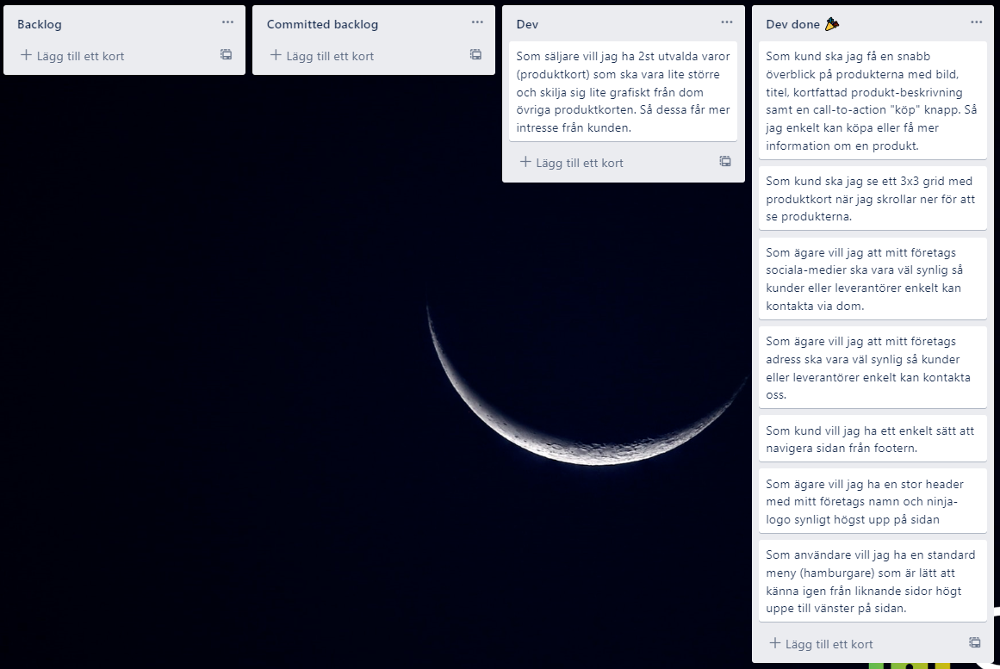 Backlog
Lägg till ett kort
Committed backlog
Lägg till ett kort
Dev
Som säljare vill jag ha 2st utvalda varor
(produktkort) som ska vara lite större
och skilja sig lite grafiskt från dom
övriga produktkorten. Så dessa får mer
intresse från kunden.
Lägg till ett kort
Dev done 🎉
Som kund ska jag få en snabb
överblick på produkterna med bild,
titel, kortfattad produkt-beskrivning
samt en call-to-action "köp" knapp. Så
jag enkelt kan köpa eller få mer
information om en produkt.
Som kund ska jag se ett 3x3 grid med
produktkort när jag skrollar ner för att
se produkterna.
Som ägare vill jag att mitt företags
sociala-medier ska vara väl synlig så
kunder eller leverantörer enkelt kan
kontakta via dom.
Som ägare vill jag att mitt företags
adress ska vara väl synlig så kunder
eller leverantörer enkelt kan kontakta
oss.
Som kund vill jag ha ett enkelt sätt att
navigera sidan från footern.
Som ägare vill jag ha en stor header
med mitt företags namn och ninja-
logo synligt högst upp på sidan
Som användare vill jag ha en standard
meny (hamburgare) som är lätt att
känna igen från liknande sidor högt
uppe till vänster på sidan.
Lägg till ett kort